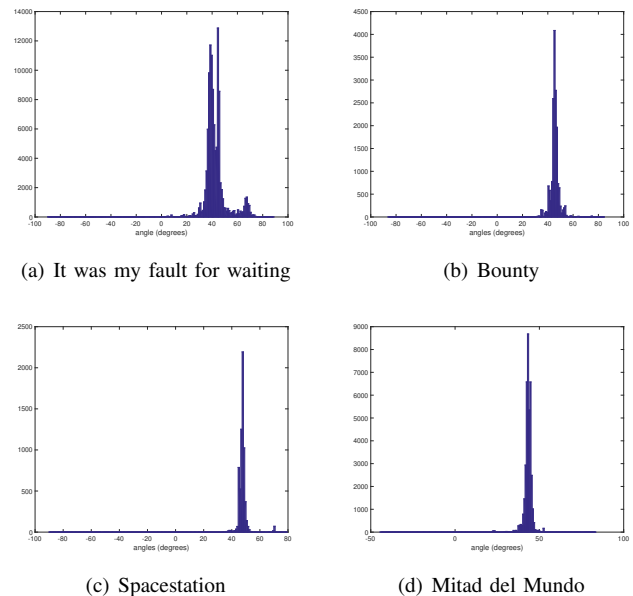 14000
12000
10000
8000
6000
4000
2000
0
-100 -80 -60 -40 -20 0 20 40 60 80 100
angle (degrees)
(a) It was my fault for waiting
4500
4000
3500
3000
2500
2000
1500
1000
500
0
-100 -80 -60 -40 -20 0 20 40 60 80 100
angle (degrees)
(b) Bounty
2500
2000
1500
1000
500
0
-100 -80 -60 -40 -20 0 20 40 60 80
angles (degrees)
(c) Spacestation
9000
8000
7000
6000
5000
4000
3000
2000
1000
0
-50 0 50 100
angle (degrees)
(d) Mitad del Mundo